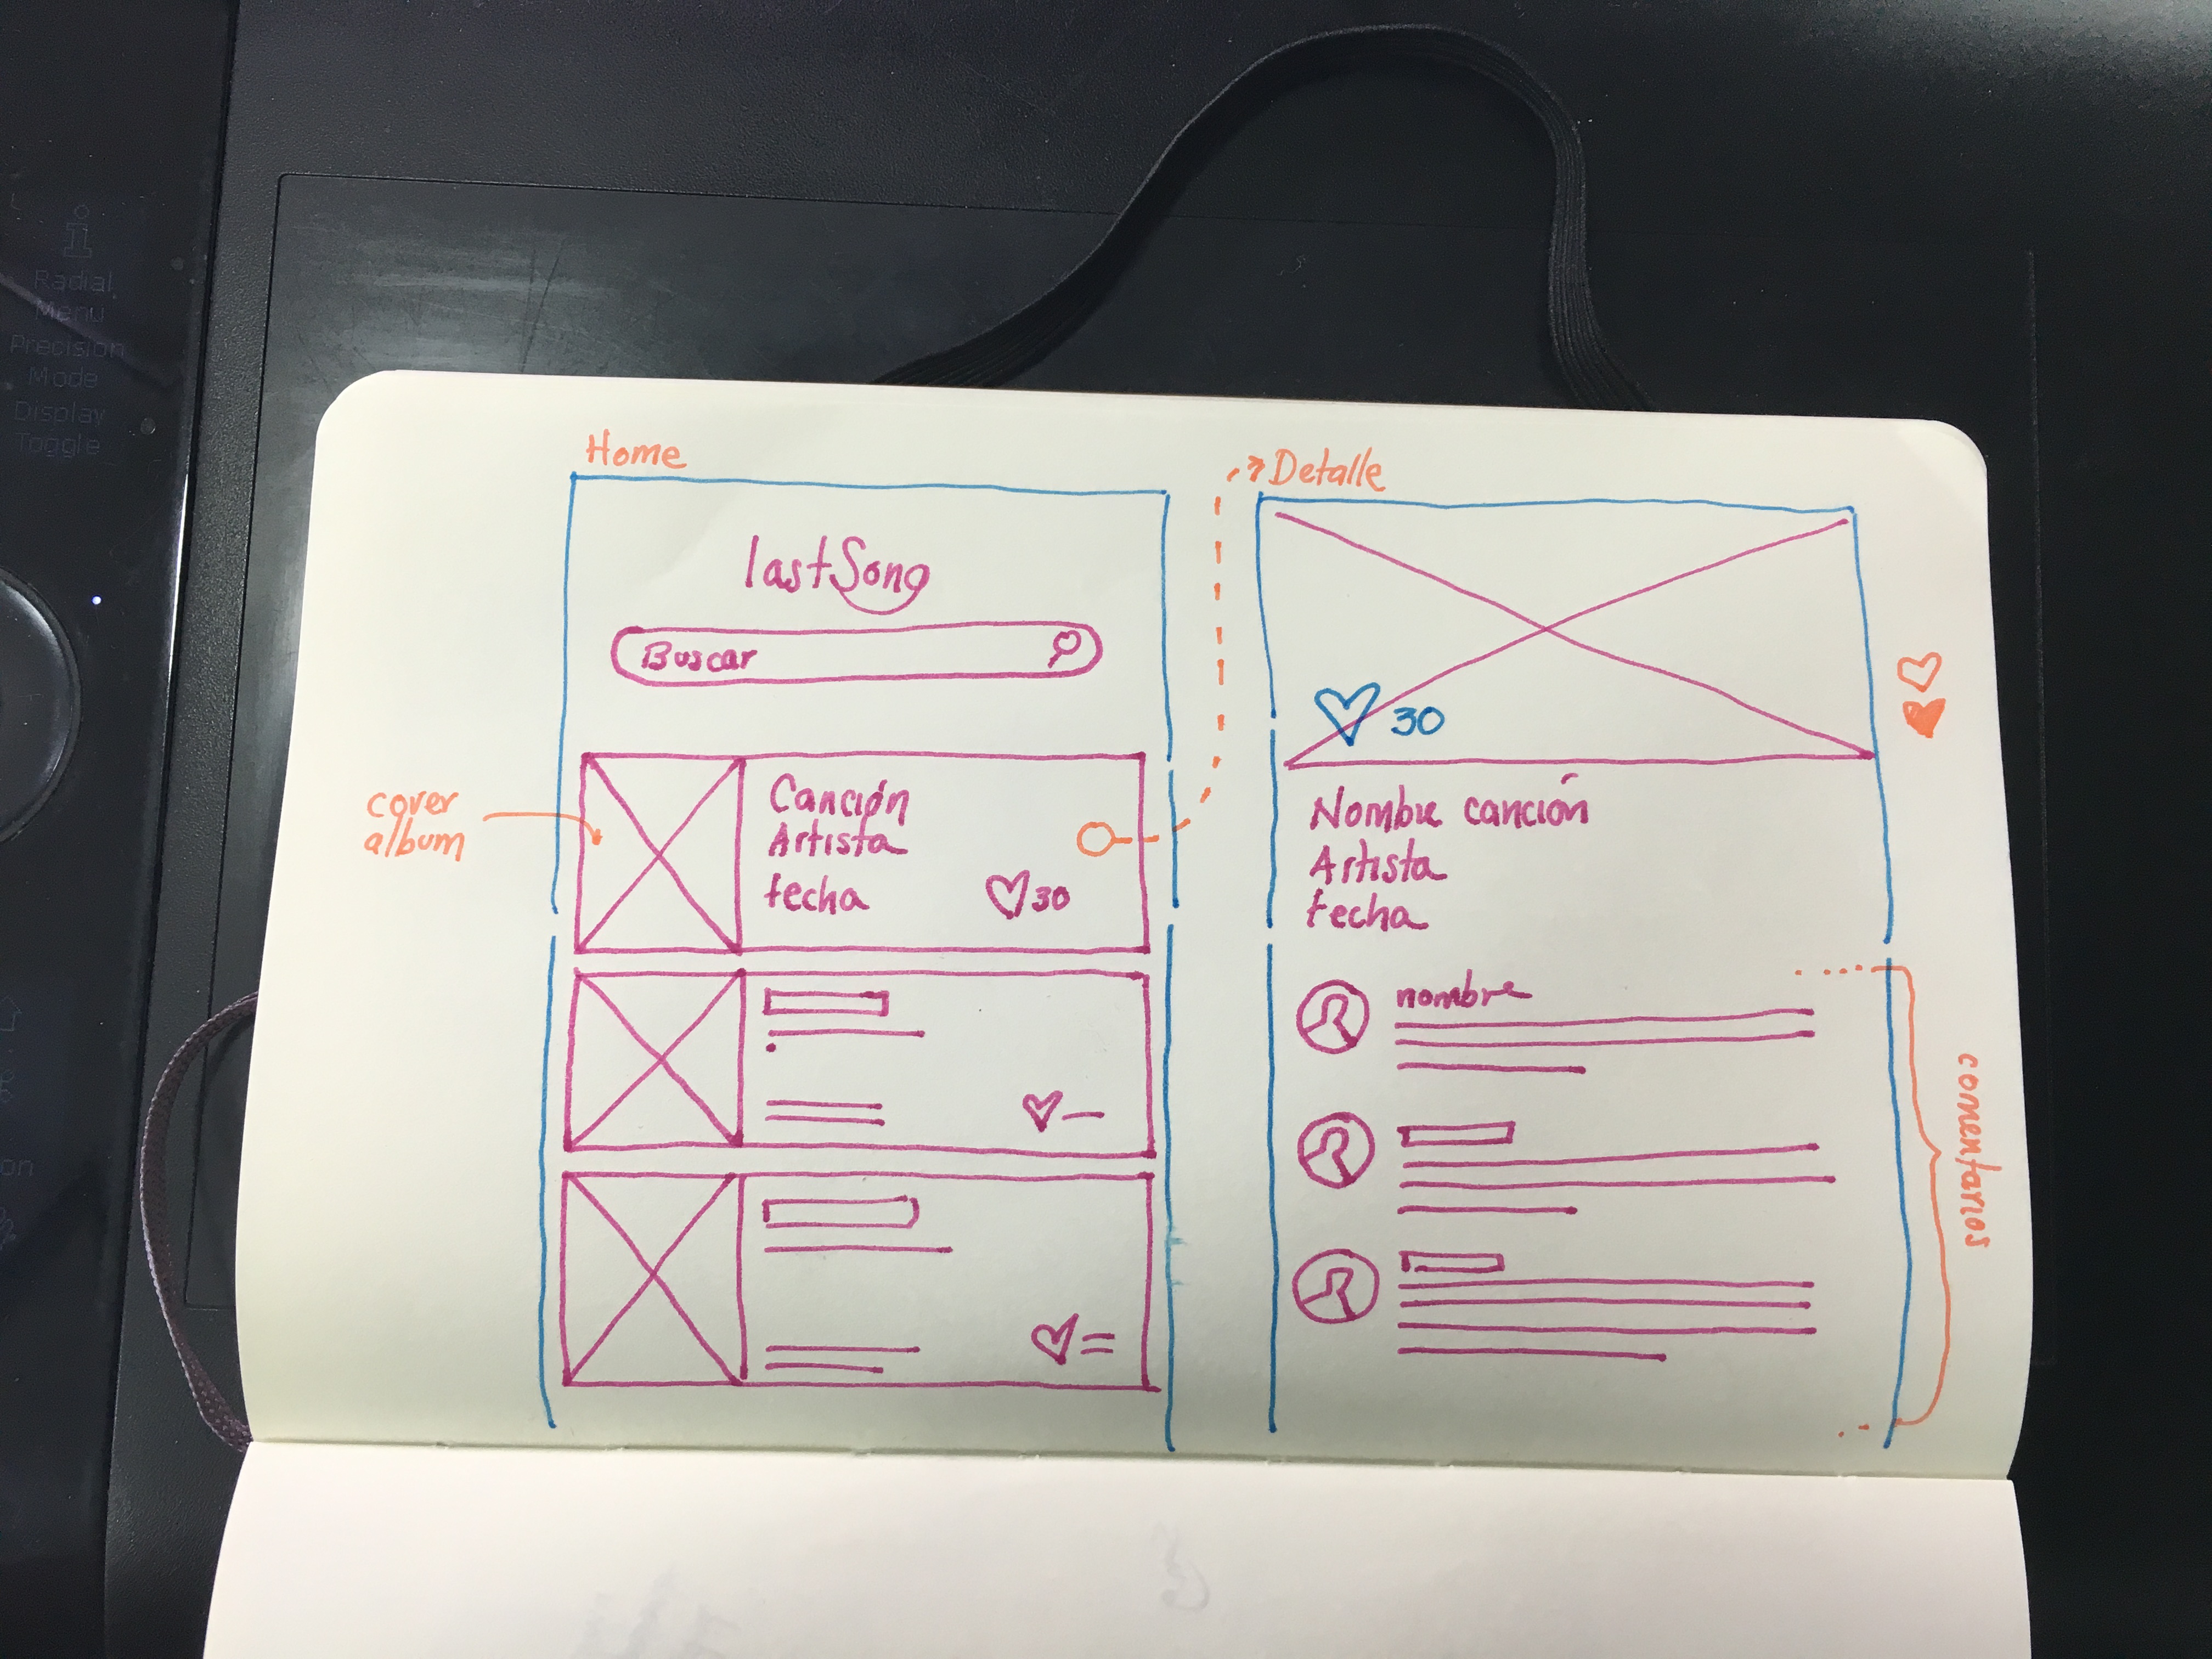 Radial
Menu
Precision
Mode
Display
Toggle
on
Home
lastSong
Buscar
cover
album
Canción
Artista
fecha
30
Detalle
30
Nombre canción
Artista
fecha
nombre
comentarios